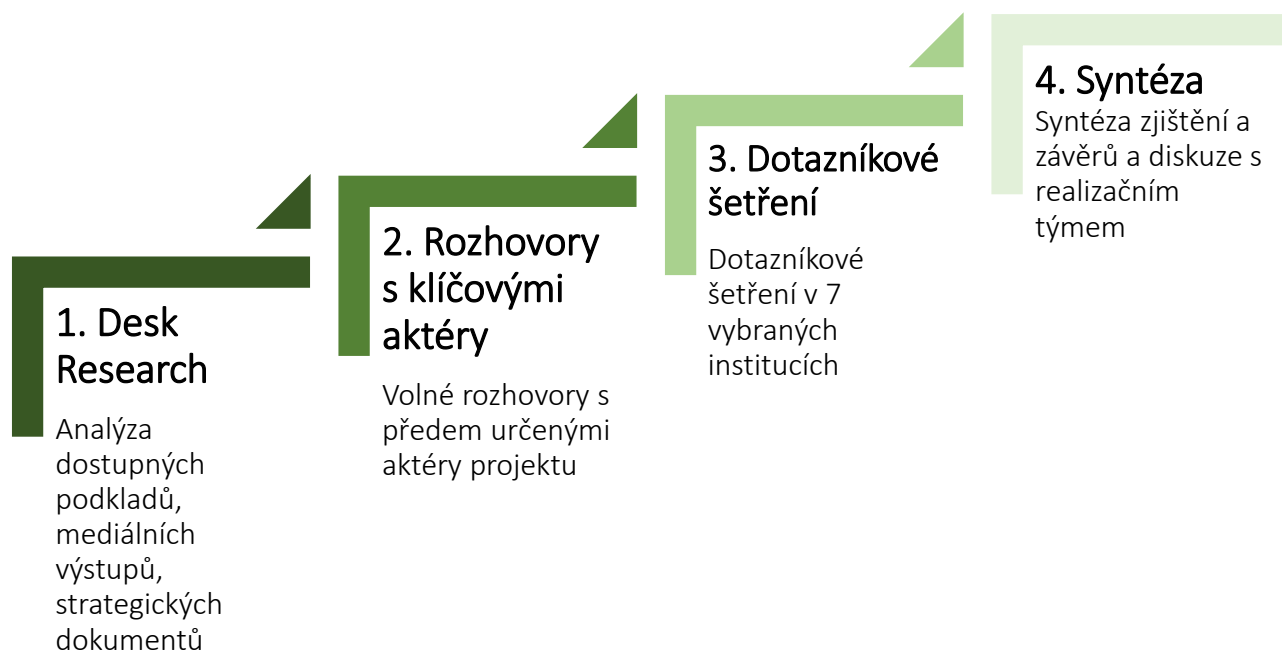 1. Desk
Research
Analýza
dostupných
podkladů,
mediálních
výstupů,
strategických
dokumentů
2. Rozhovory
s klíčovými
aktéry
Volné rozhovory s
předem určenými
aktéry projektu
3. Dotazníkové
šetření
Dotazníkové
šetření v 7
vybraných
institucích
4. Syntéza
Syntéza zjištění a
závěrů a diskuze s
realizačním
týmem